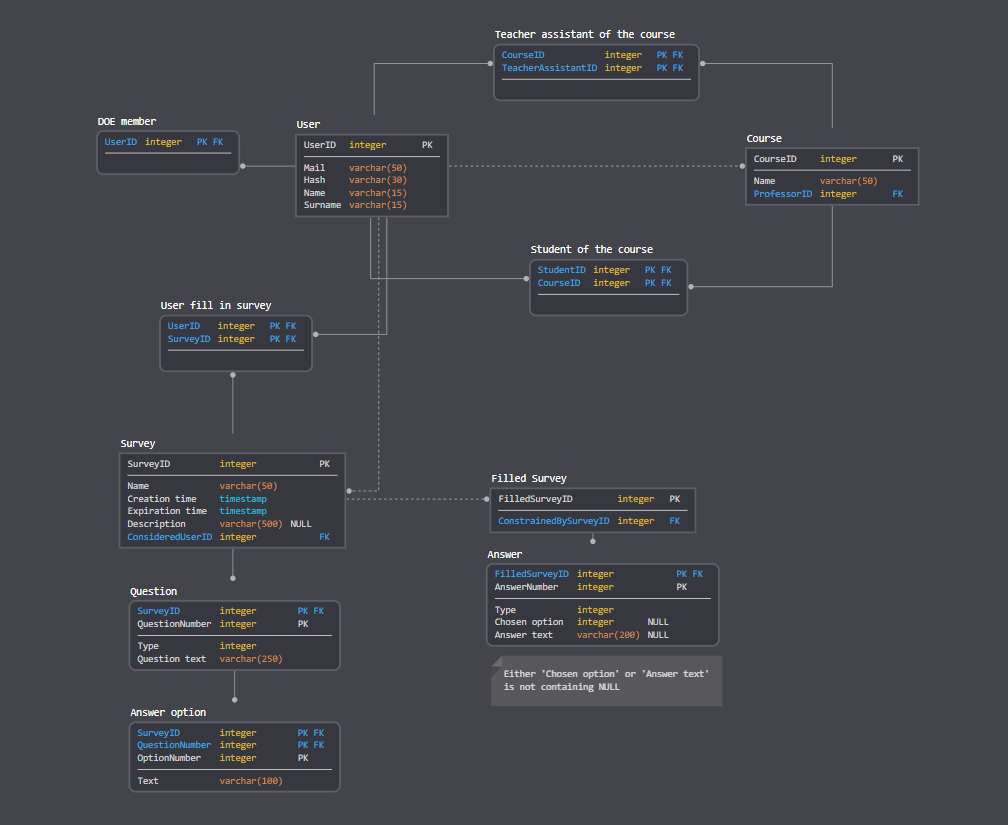 Teacher assistant of the course
CourseID integer PK FK
TeacherAssistantID integer PK FK
DOE member
UserID integer PK FK
User
UserID integer PK
Mail varchar(50)
Hash varchar(30)
Name varchar(15)
Surname varchar(15)
Course
CourseID integer PK
Name varchar(50)
ProfessorID integer FK
Student of the course
StudentID integer PK FK
CourseID integer PK FK
User fill in survey
UserID integer PK FK
SurveyID integer PK FK
Survey
SurveyID integer PK
Name varchar(50)
Creation time timestamp
Expiration time timestamp
Description varchar(500) NULL
ConsideredUserID integer FK
Filled Survey
FilledSurveyID integer PK
ConstrainedBySurveyID integer FK
Answer
FilledSurveyID integer PK FK
AnswerNumber integer PK
Type integer
Chosen option integer NULL
Answer text varchar(200) NULL
Either 'Chosen option' or 'Answer text'
is not containing NULL
Question
SurveyID integer PK FK
QuestionNumber integer PK
Type integer
Question text varchar(250)
Answer option
SurveyID integer PK FK
QuestionNumber integer PK FK
OptionNumber integer PK
Text varchar(100)